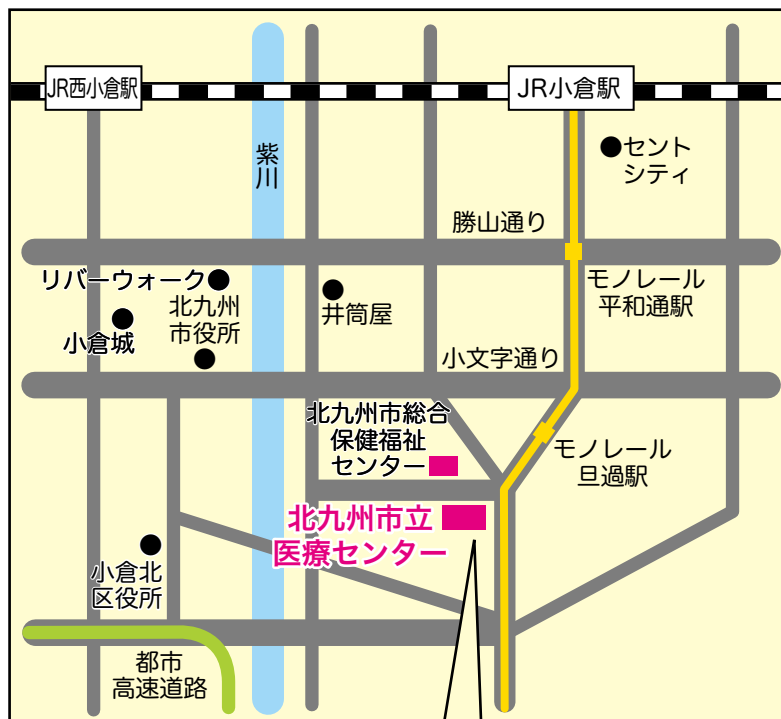 JR西小倉駅
JR小倉駅
紫川
セント
シティ
勝山通り
リバーウォーク
北九州
市役所
小倉城
井筒屋
モノレール
平和通駅
小文字通り
北九州市総合
保健福祉
センター
モノレール
旦過駅
北九州市立
医療センター
小倉北
区役所
都市
高速道路